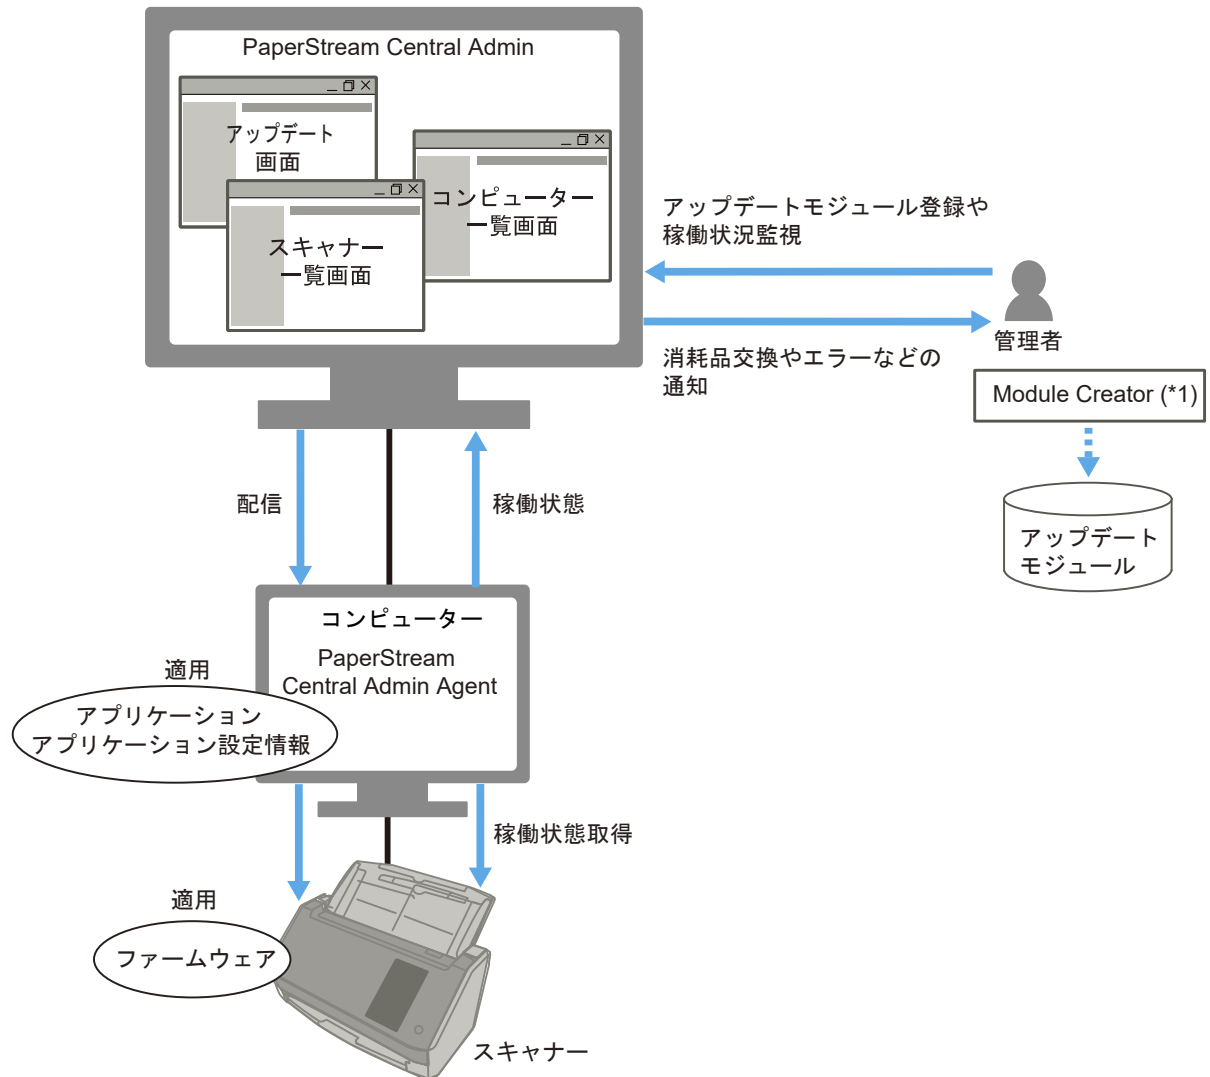 PaperStream Central Admin
アップデート
画面
コンピューター
一覧画面
スキャナー
一覧画面
アップデートモジュール登録や
稼働状況監視
管理者
消耗品交換やエラーなどの
通知
Module Creator (*1)
アップデート
モジュール
配信
稼働状態
コンピューター
PaperStream
Central Admin Agent
適用
アプリケーション
アプリケーション設定情報
稼働状態取得
適用
ファームウェア
スキャナー